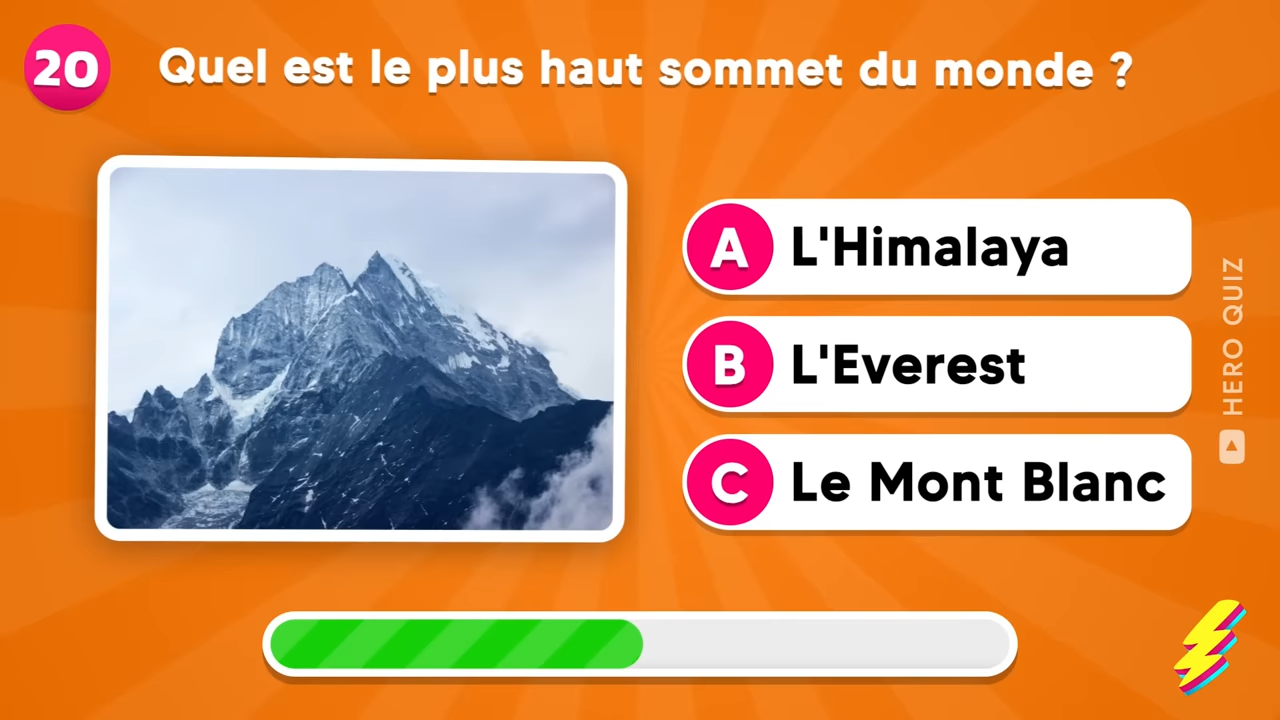 20
Quel est le plus haut sommet du monde ?
A L'Himalaya
B L'Everest
C Le Mont Blanc
HERO QUIZ